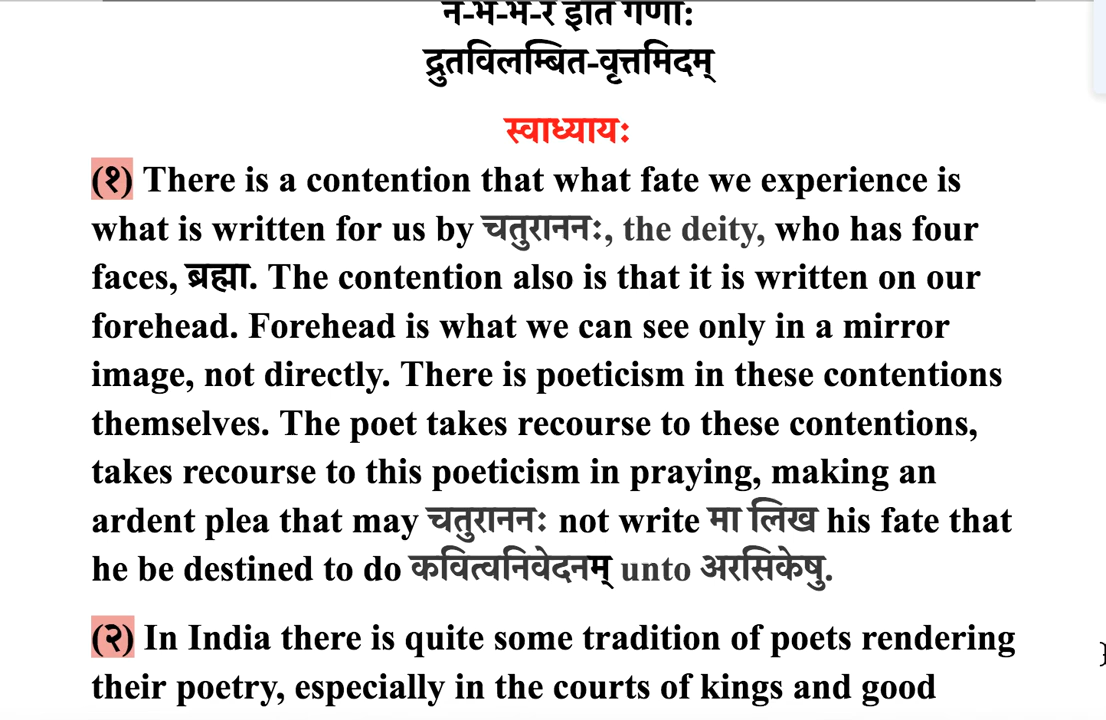 न-भ-भ-र इति गणाः
द्रुतविलम्बित-वृत्तमिदम्
स्वाध्यायः
(१) There is a contention that what fate we experience is
what is written for us by चतुराननः, the deity, who has four
faces, ब्रह्मा. The contention also is that it is written on our
forehead. Forehead is what we can see only in a mirror
image, not directly. There is poeticism in these contentions
themselves. The poet takes recourse to these contentions,
takes recourse to this poeticism in praying, making an
ardent plea that may चतुराननः not write मा लिख his fate that
he be destined to do कवित्वनिवेदनम् unto अरसिकेषु.
(२) In India there is quite some tradition of poets rendering
their poetry, especially in the courts of kings and good